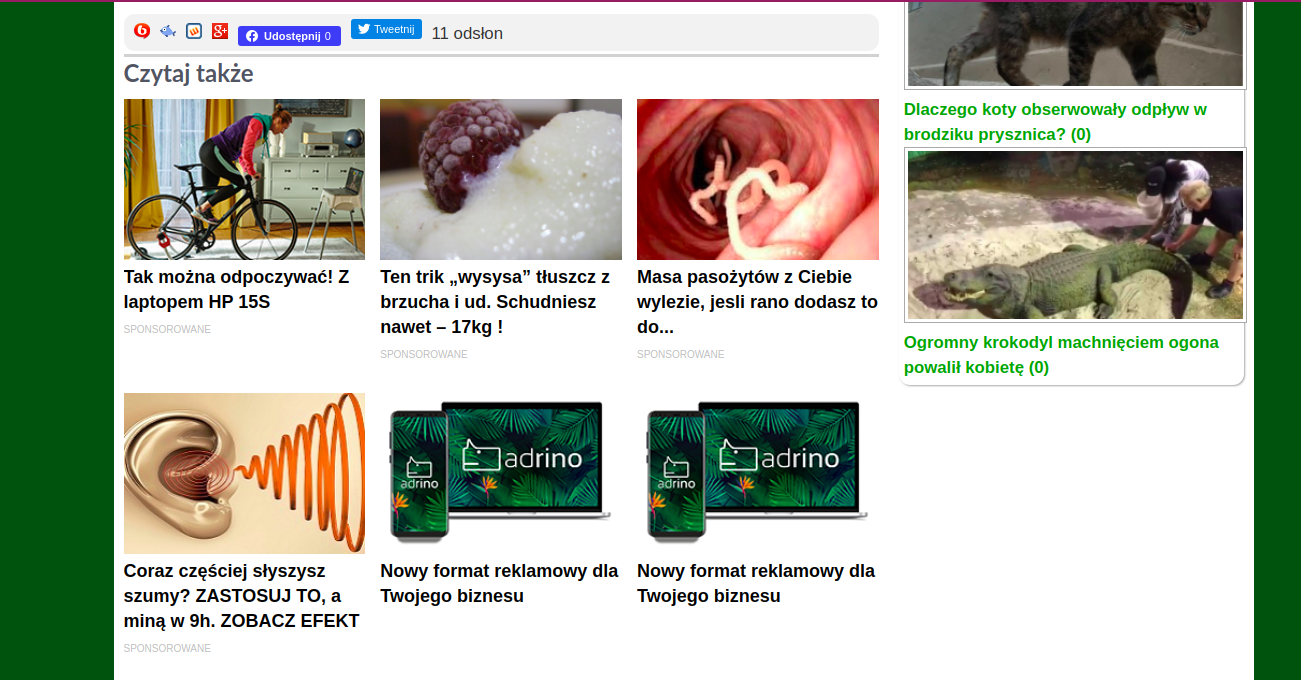 Udostępnij 0
Tweetnij
11 odsłon
Czytaj także
Tak można odpoczywać! Z
laptopem HP 15S
SPONSOROWANE
Ten trik „wysysa” tłuszcz z
brzucha i ud. Schudniesz
nawet – 17kg !
SPONSOROWANE
Masa pasożytów z Ciebie
wylezie, jesli rano dodasz to
do...
SPONSOROWANE
Coraz częściej słyszysz
szumy? ZASTOSUJ TO, a
miną w 9h. ZOBACZ EFEKT
SPONSOROWANE
adrino
adrino
Nowy format reklamowy dla
Twojego biznesu
adrino
adrino
Nowy format reklamowy dla
Twojego biznesu
Dlaczego koty obserwowały odpływ w
brodziku prysznica? (0)
Ogromny krokodyl machnięciem ogona
powalił kobietę (0)